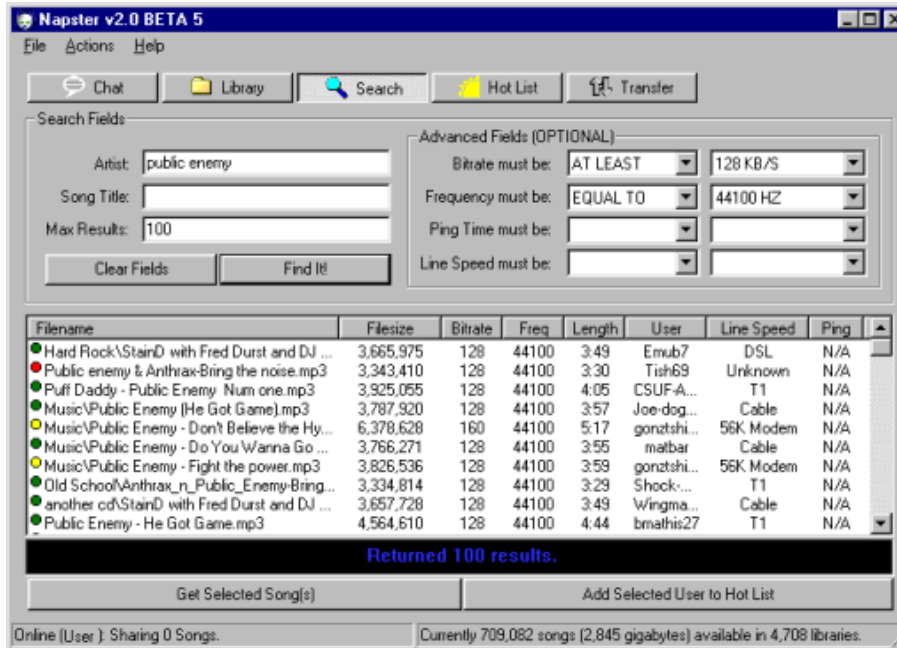 Napster v2.0 BETA 5
File Actions Help
Chat Library Search Hot List Transfer
Search Fields
Advanced Fields (OPTIONAL)
Artist: public enemy
Bitrate must be: AT LEAST 128 KB/S
Song Title:
Frequency must be: EQUAL TO 44100 HZ
Max Results: 100
Ping Time must be:
Clear Fields Find It!
Line Speed must be:
Filename Filesize Bitrate Freq Length User Line Speed Ping
Hard Rock\StainD with Fred Durst and DJ ... 3,665,975 128 44100 3:49 Emub7 DSL N/A
Public enemy & Anthrax-Bring the noise.mp3 3,343,410 128 44100 3:30 Tish69 Unknown N/A
Puff Daddy - Public Enemy Num one.mp3 3,925,055 128 44100 4:05 CSUF-A... T1 N/A
Music\Public Enemy (He Got Game).mp3 3,787,920 128 44100 3:57 Joe-dog... Cable N/A
Music\Public Enemy - Don't Believe the Hy... 6,378,628 160 44100 5:17 gonztshi... 56K Modem N/A
Music\Public Enemy - Do You Wanna Go ... 3,766,271 128 44100 3:55 matbar Cable N/A
Music\Public Enemy - Fight the power.mp3 3,826,536 128 44100 3:59 gonztshi... 56K Modem N/A
Old School\Anthrax_n_Public_Enemy-Bring... 3,334,814 128 44100 3:29 Shock-... T1 N/A
another cd\StainD with Fred Durst and DJ ... 3,657,728 128 44100 3:49 Wingma... Cable N/A
Public Enemy - He Got Game.mp3 4,564,610 128 44100 4:44 bmathis27 T1 N/A
Returned 100 results.
Get Selected Song(s) Add Selected User to Hot List
Online (User ): Sharing 0 Songs. Currently 709,082 songs (2,845 gigabytes) available in 4,708 libraries.